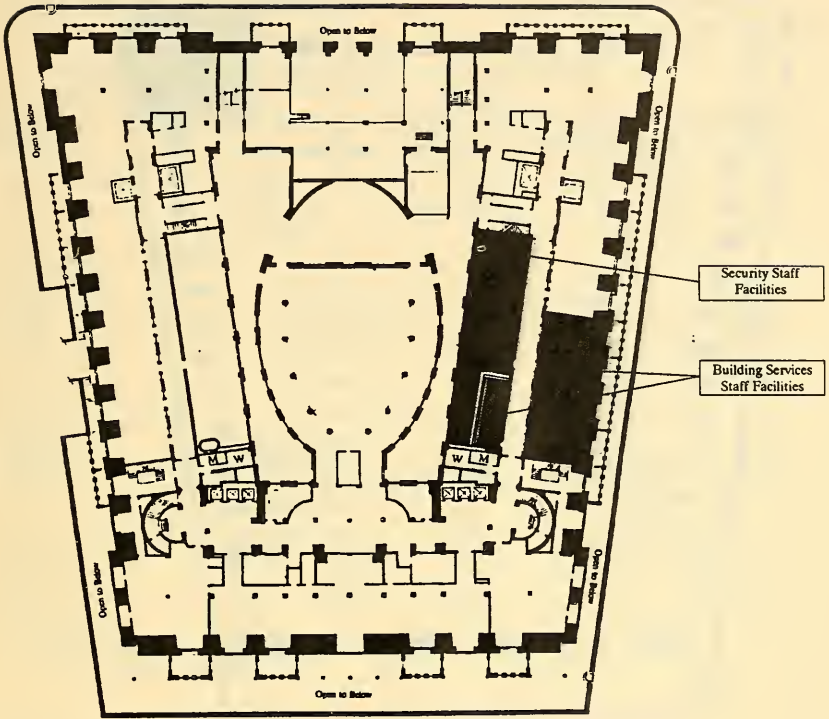 Open to Below
Open to Below
Open to Below
Security Staff
Facilities
Building Services
Staff Facilities
M W
W M
Open to Below
Open to Below
Open to Below